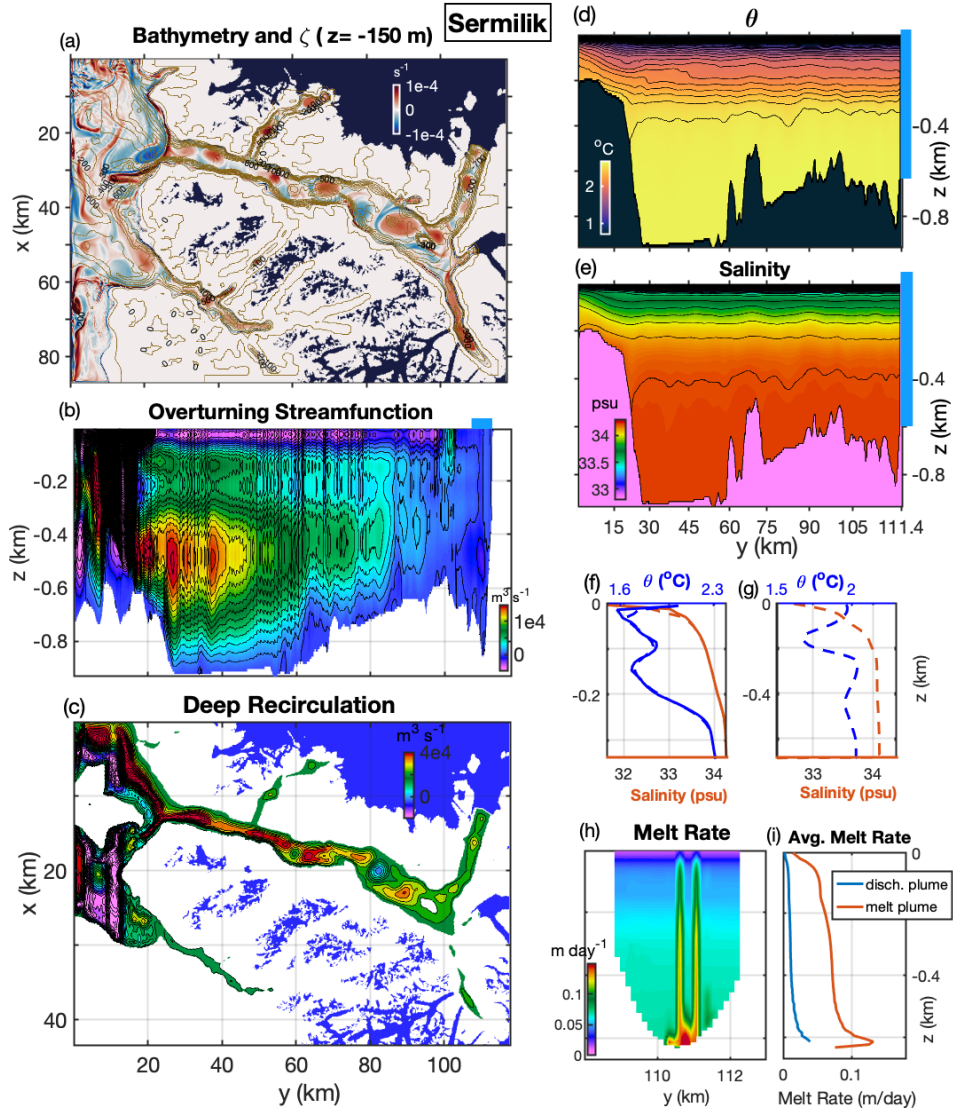 Sermilik
(a)
Bathymetry and ζ ( z= -150 m)
s⁻¹
1e-4
0
-1e-4
x (km)
20
40
60
80
(b)
Overturning Streamfunction
z (km)
-0.2
-0.4
-0.6
-0.8
m³ s⁻¹
1e4
0
(c)
Deep Recirculation
m³ s⁻¹
4e4
0
x (km)
0
20
40
20
40
60
80
100
y (km)
(d)
θ
°C
2
1
-0.4
-0.8
z (km)
(e)
Salinity
psu
34
33.5
33
-0.4
-0.8
z (km)
15
30
45
60
75
90
105
111.4
y (km)
(f)
1.6
θ (°C)
2.3
0
-0.2
32
33
34
Salinity (psu)
(g)
1.5
θ (°C)
2
0
-0.4
z (km)
33
34
Salinity (psu)
(h)
Melt Rate
m day⁻¹
0.1
0.05
0
110
112
y (km)
(i)
Avg. Melt Rate
0
disch. plume
melt plume
-0.4
z (km)
0
0.1
Melt Rate (m/day)